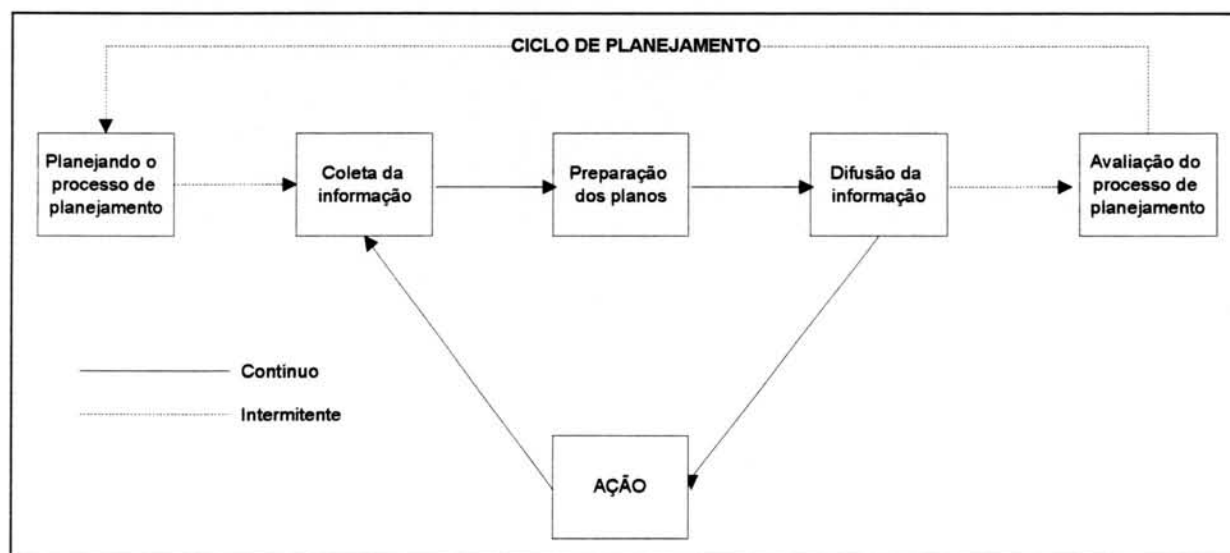 CICLO DE PLANEJAMENTO
Planejando o
processo de
planejamento
Coleta da
informação
Preparação
dos planos
Difusão da
informação
Avaliação do
processo de
planejamento
Contínuo
Intermitente
AÇÃO